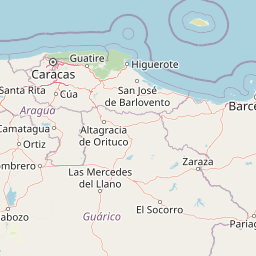 Guatire
Higuerote
Caracas
Santa Rita
Cúa
San José
de Barlovento
Barce
Aragua
Camatagua
Altagracia
de Orituco
Ortiz
Zaraza
ombrero
Las Mercedes
del Llano
El Socorro
Guárico
abozo
Pariag